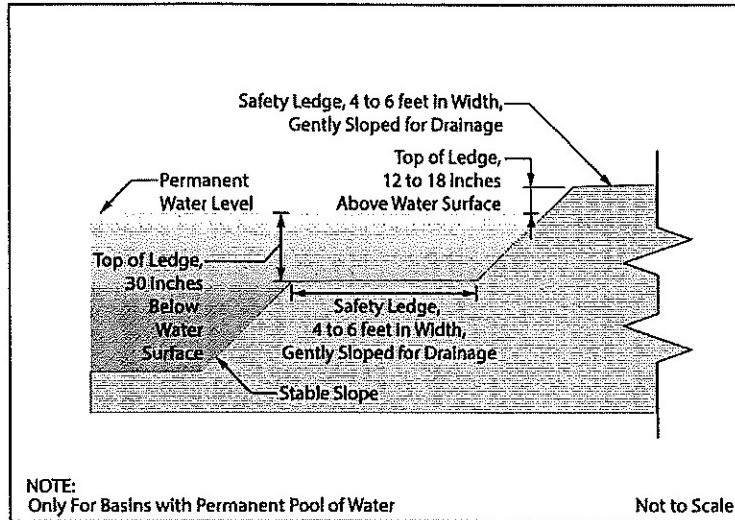 Safety Ledge, 4 to 6 feet in Width,
Gently Sloped for Drainage
Top of Ledge,
12 to 18 inches
Above Water Surface
Permanent
Water Level
Top of Ledge,
30 inches
Below
Water
Surface
Safety Ledge,
4 to 6 feet in Width,
Gently Sloped for Drainage
Stable Slope
NOTE:
Only For Basins with Permanent Pool of Water
Not to Scale